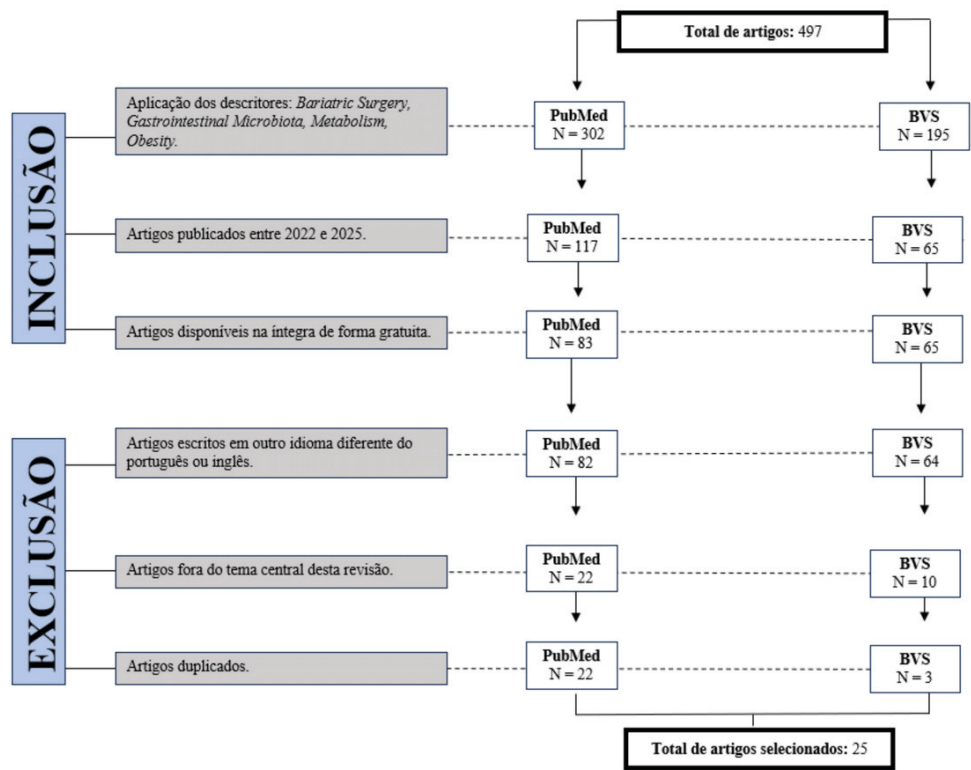 Total de artigos: 497
INCLUSÃO
Aplicação dos descritores: Bariatric Surgery,
Gastrointestinal Microbiota, Metabolism,
Obesity.
PubMed
N = 302
BVS
N = 195
Artigos publicados entre 2022 e 2025.
PubMed
N = 117
BVS
N = 65
Artigos disponíveis na íntegra de forma gratuita.
PubMed
N = 83
BVS
N = 65
EXCLUSÃO
Artigos escritos em outro idioma diferente do
português ou inglês.
PubMed
N = 82
BVS
N = 64
Artigos fora do tema central desta revisão.
PubMed
N = 22
BVS
N = 10
Artigos duplicados.
PubMed
N = 22
BVS
N = 3
Total de artigos selecionados: 25